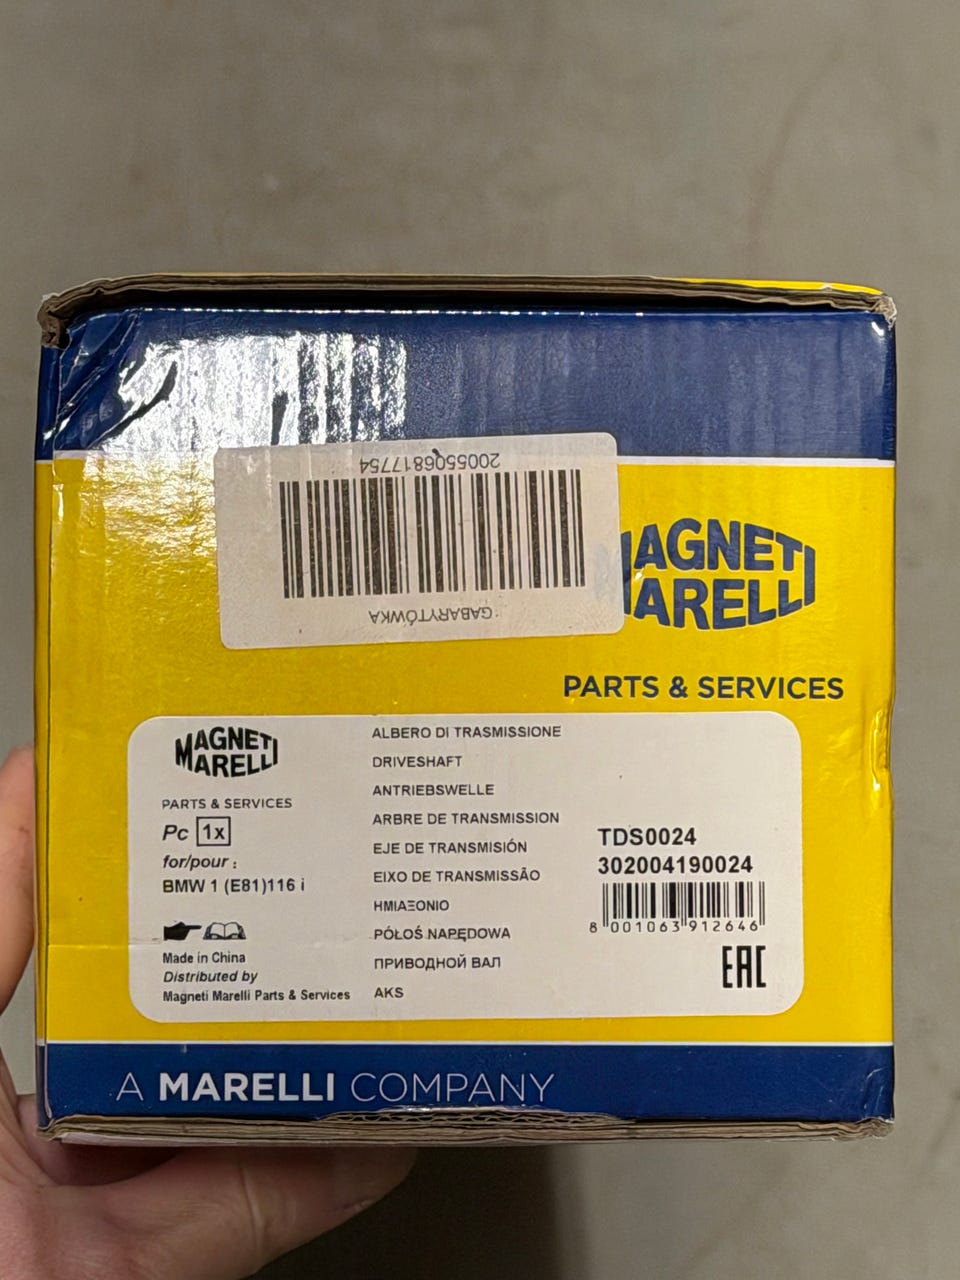 2005506817754
GABARYTÓWKA
MAGNETI
MARELLI
PARTS & SERVICES
MAGNETI
MARELLI
PARTS & SERVICES
Pc 1x
for/pour :
BMW 1 (E81)116 i
Made in China
Distributed by
Magneti Marelli Parts & Services
ALBERO DI TRASMISSIONE
DRIVESHAFT
ANTRIEBSWELLE
ARBRE DE TRANSMISSION
EJE DE TRANSMISIÓN
EIXO DE TRANSMISSÃO
ΗΜΙΑΞΟΝΙΟ
PÓŁOŚ NAPĘDOWA
ПРИВОДНОЙ ВАЛ
AKS
TDS0024
302004190024
8 001063 912646
EAC
A MARELLI COMPANY